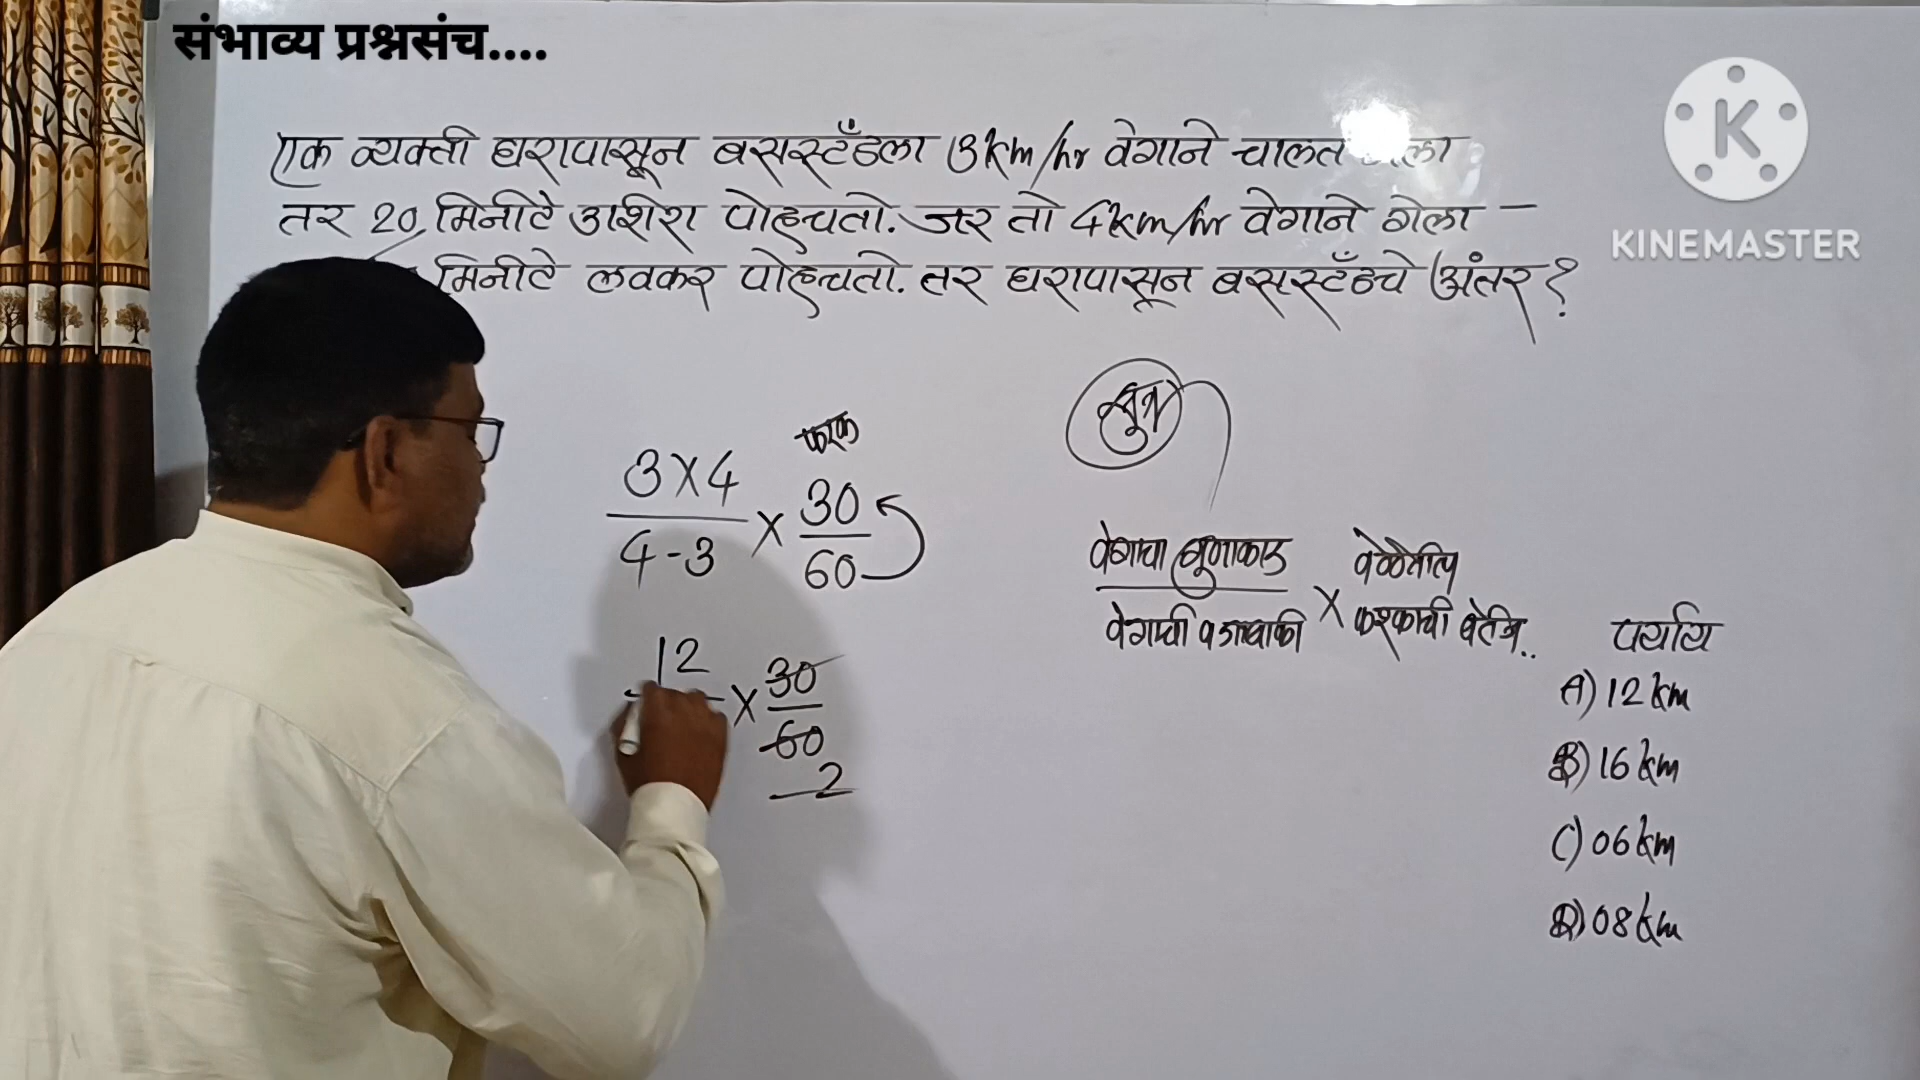 संभाव्य प्रश्नसंच....
K
KINEMASTER
एक व्यक्ती घरापासून बसस्टँडला 3km/hr वेगाने चालत
तर 20 मिनीटे उशिरा पोहचतो. जर तो 4km/hr वेगाने गेला –
मिनीटे लवकर पोहचतो. तर घरापासून बसस्टँडचे अंतर?
सूत्र
फरक
3X4
4-3
X
30
60
वेगाचा गुणाकार
वेगाची वजाबाकी
X
वेळेतील
फरकाची बेरीज..
12
X
30
60
2
पर्याय
A) 12 km
B) 16 km
C) 06 km
D) 08 km